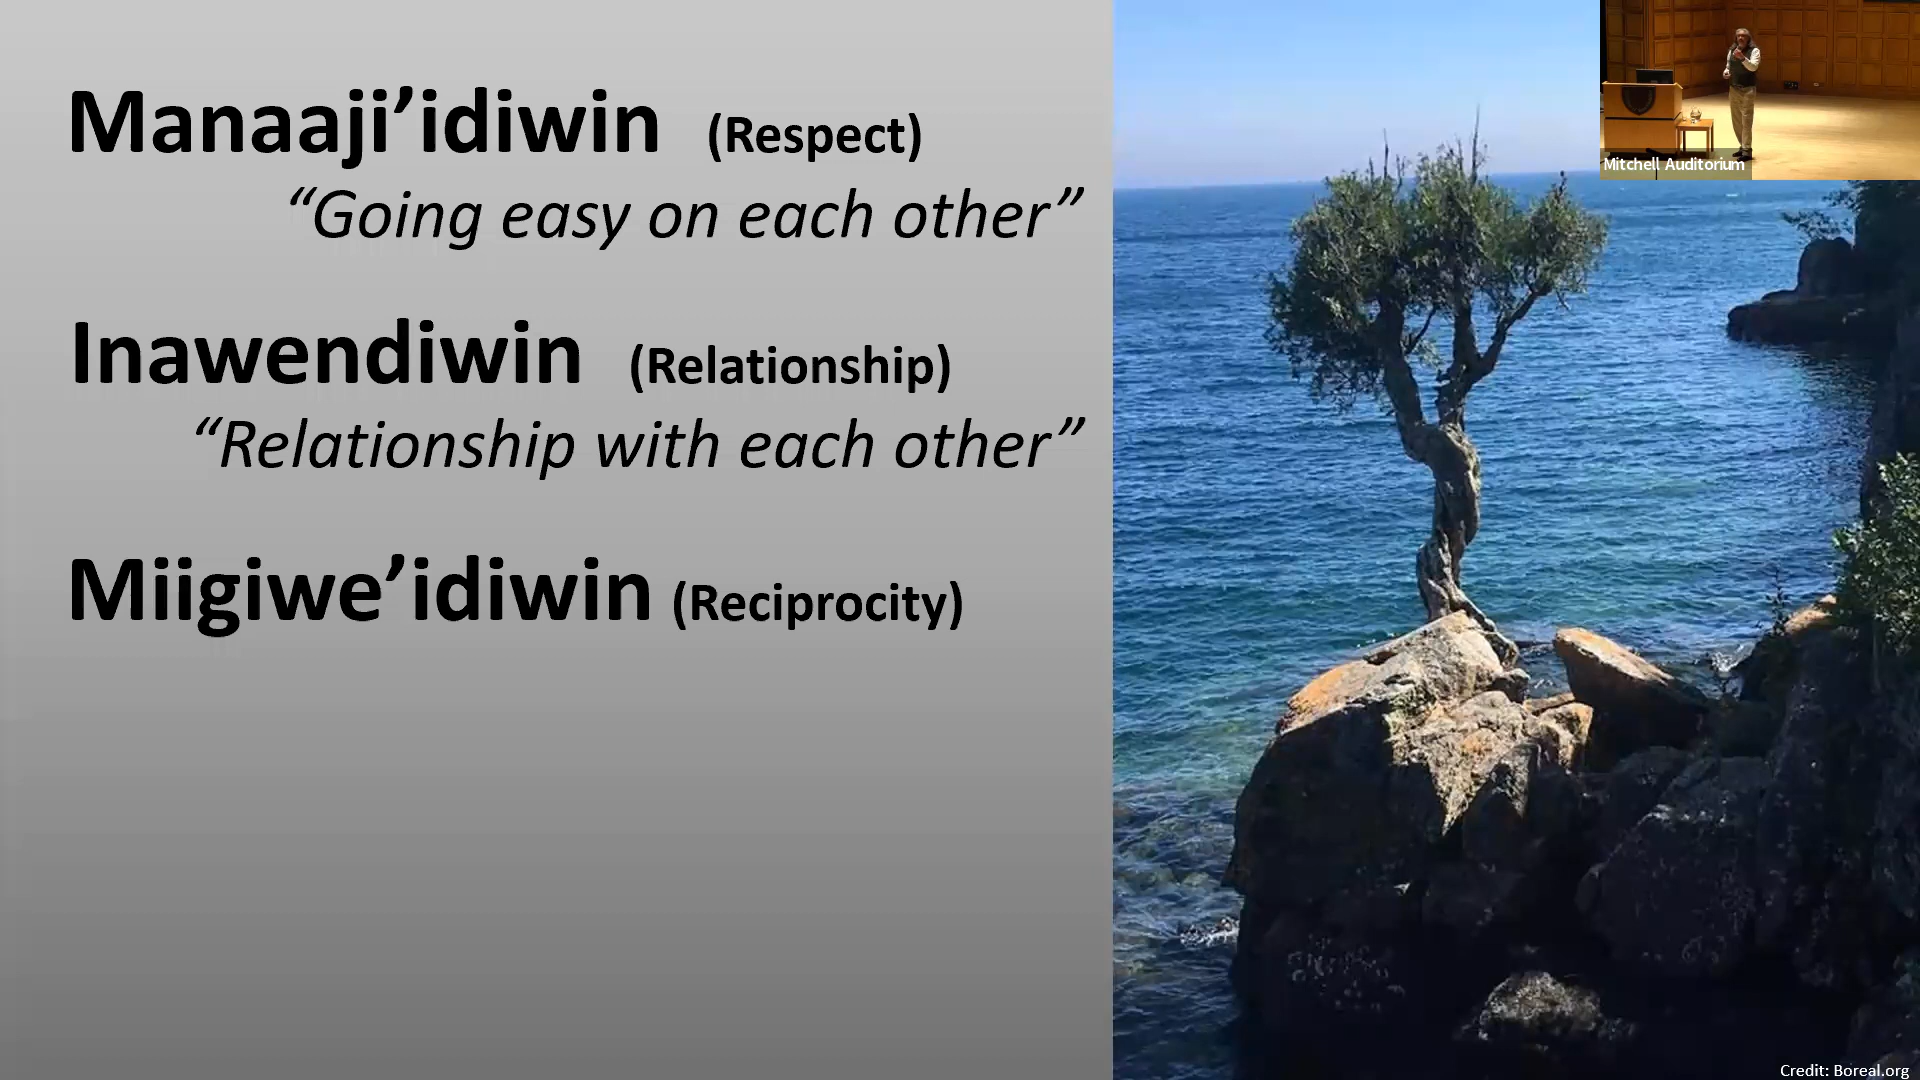 Manaaji’idiwin (Respect)
“Going easy on each other”
Inawendiwin (Relationship)
“Relationship with each other”
Miigiwe’idiwin (Reciprocity)
Mitchell Auditorium
Credit: Boreal.org